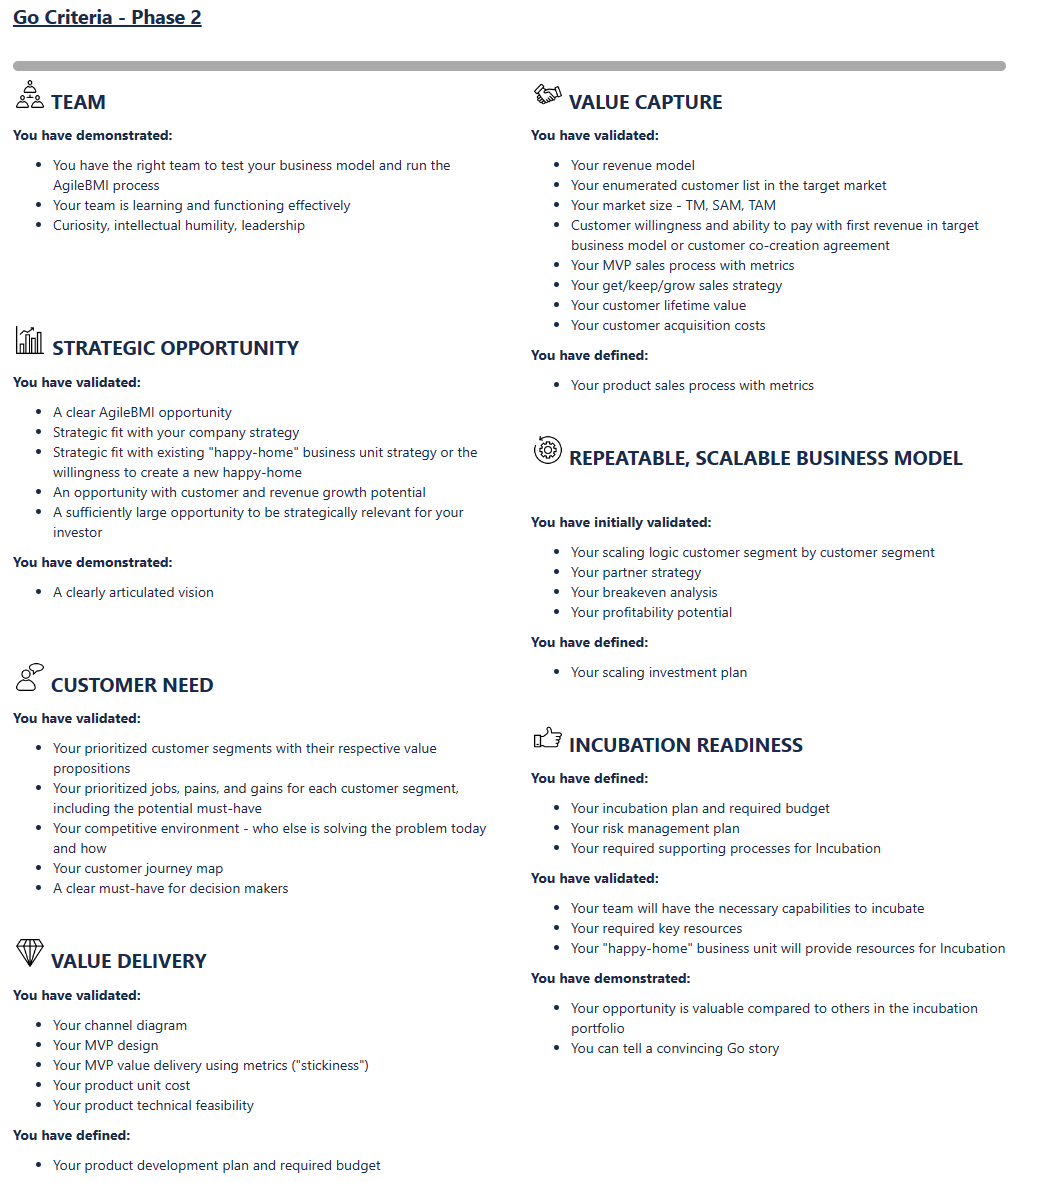 Go Criteria - Phase 2
TEAM
You have demonstrated:
You have the right team to test your business model and run the
AgileBMI process
Your team is learning and functioning effectively
Curiosity, intellectual humility, leadership
STRATEGIC OPPORTUNITY
You have validated:
A clear AgileBMI opportunity
Strategic fit with your company strategy
Strategic fit with existing "happy-home" business unit strategy or the
willingness to create a new happy-home
An opportunity with customer and revenue growth potential
A sufficiently large opportunity to be strategically relevant for your
investor
You have demonstrated:
A clearly articulated vision
CUSTOMER NEED
You have validated:
Your prioritized customer segments with their respective value
propositions
Your prioritized jobs, pains, and gains for each customer segment,
including the potential must-have
Your competitive environment - who else is solving the problem today
and how
Your customer journey map
A clear must-have for decision makers
VALUE DELIVERY
You have validated:
Your channel diagram
Your MVP design
Your MVP value delivery using metrics ("stickiness")
Your product unit cost
Your product technical feasibility
You have defined:
Your product development plan and required budget
VALUE CAPTURE
You have validated:
Your revenue model
Your enumerated customer list in the target market
Your market size - TM, SAM, TAM
Customer willingness and ability to pay with first revenue in target
business model or customer co-creation agreement
Your MVP sales process with metrics
Your get/keep/grow sales strategy
Your customer lifetime value
Your customer acquisition costs
You have defined:
Your product sales process with metrics
REPEATABLE, SCALABLE BUSINESS MODEL
You have initially validated:
Your scaling logic customer segment by customer segment
Your partner strategy
Your breakeven analysis
Your profitability potential
You have defined:
Your scaling investment plan
INCUBATION READINESS
You have defined:
Your incubation plan and required budget
Your risk management plan
Your required supporting processes for Incubation
You have validated:
Your team will have the necessary capabilities to incubate
Your required key resources
Your "happy-home" business unit will provide resources for Incubation
You have demonstrated:
Your opportunity is valuable compared to others in the incubation
portfolio
You can tell a convincing Go story